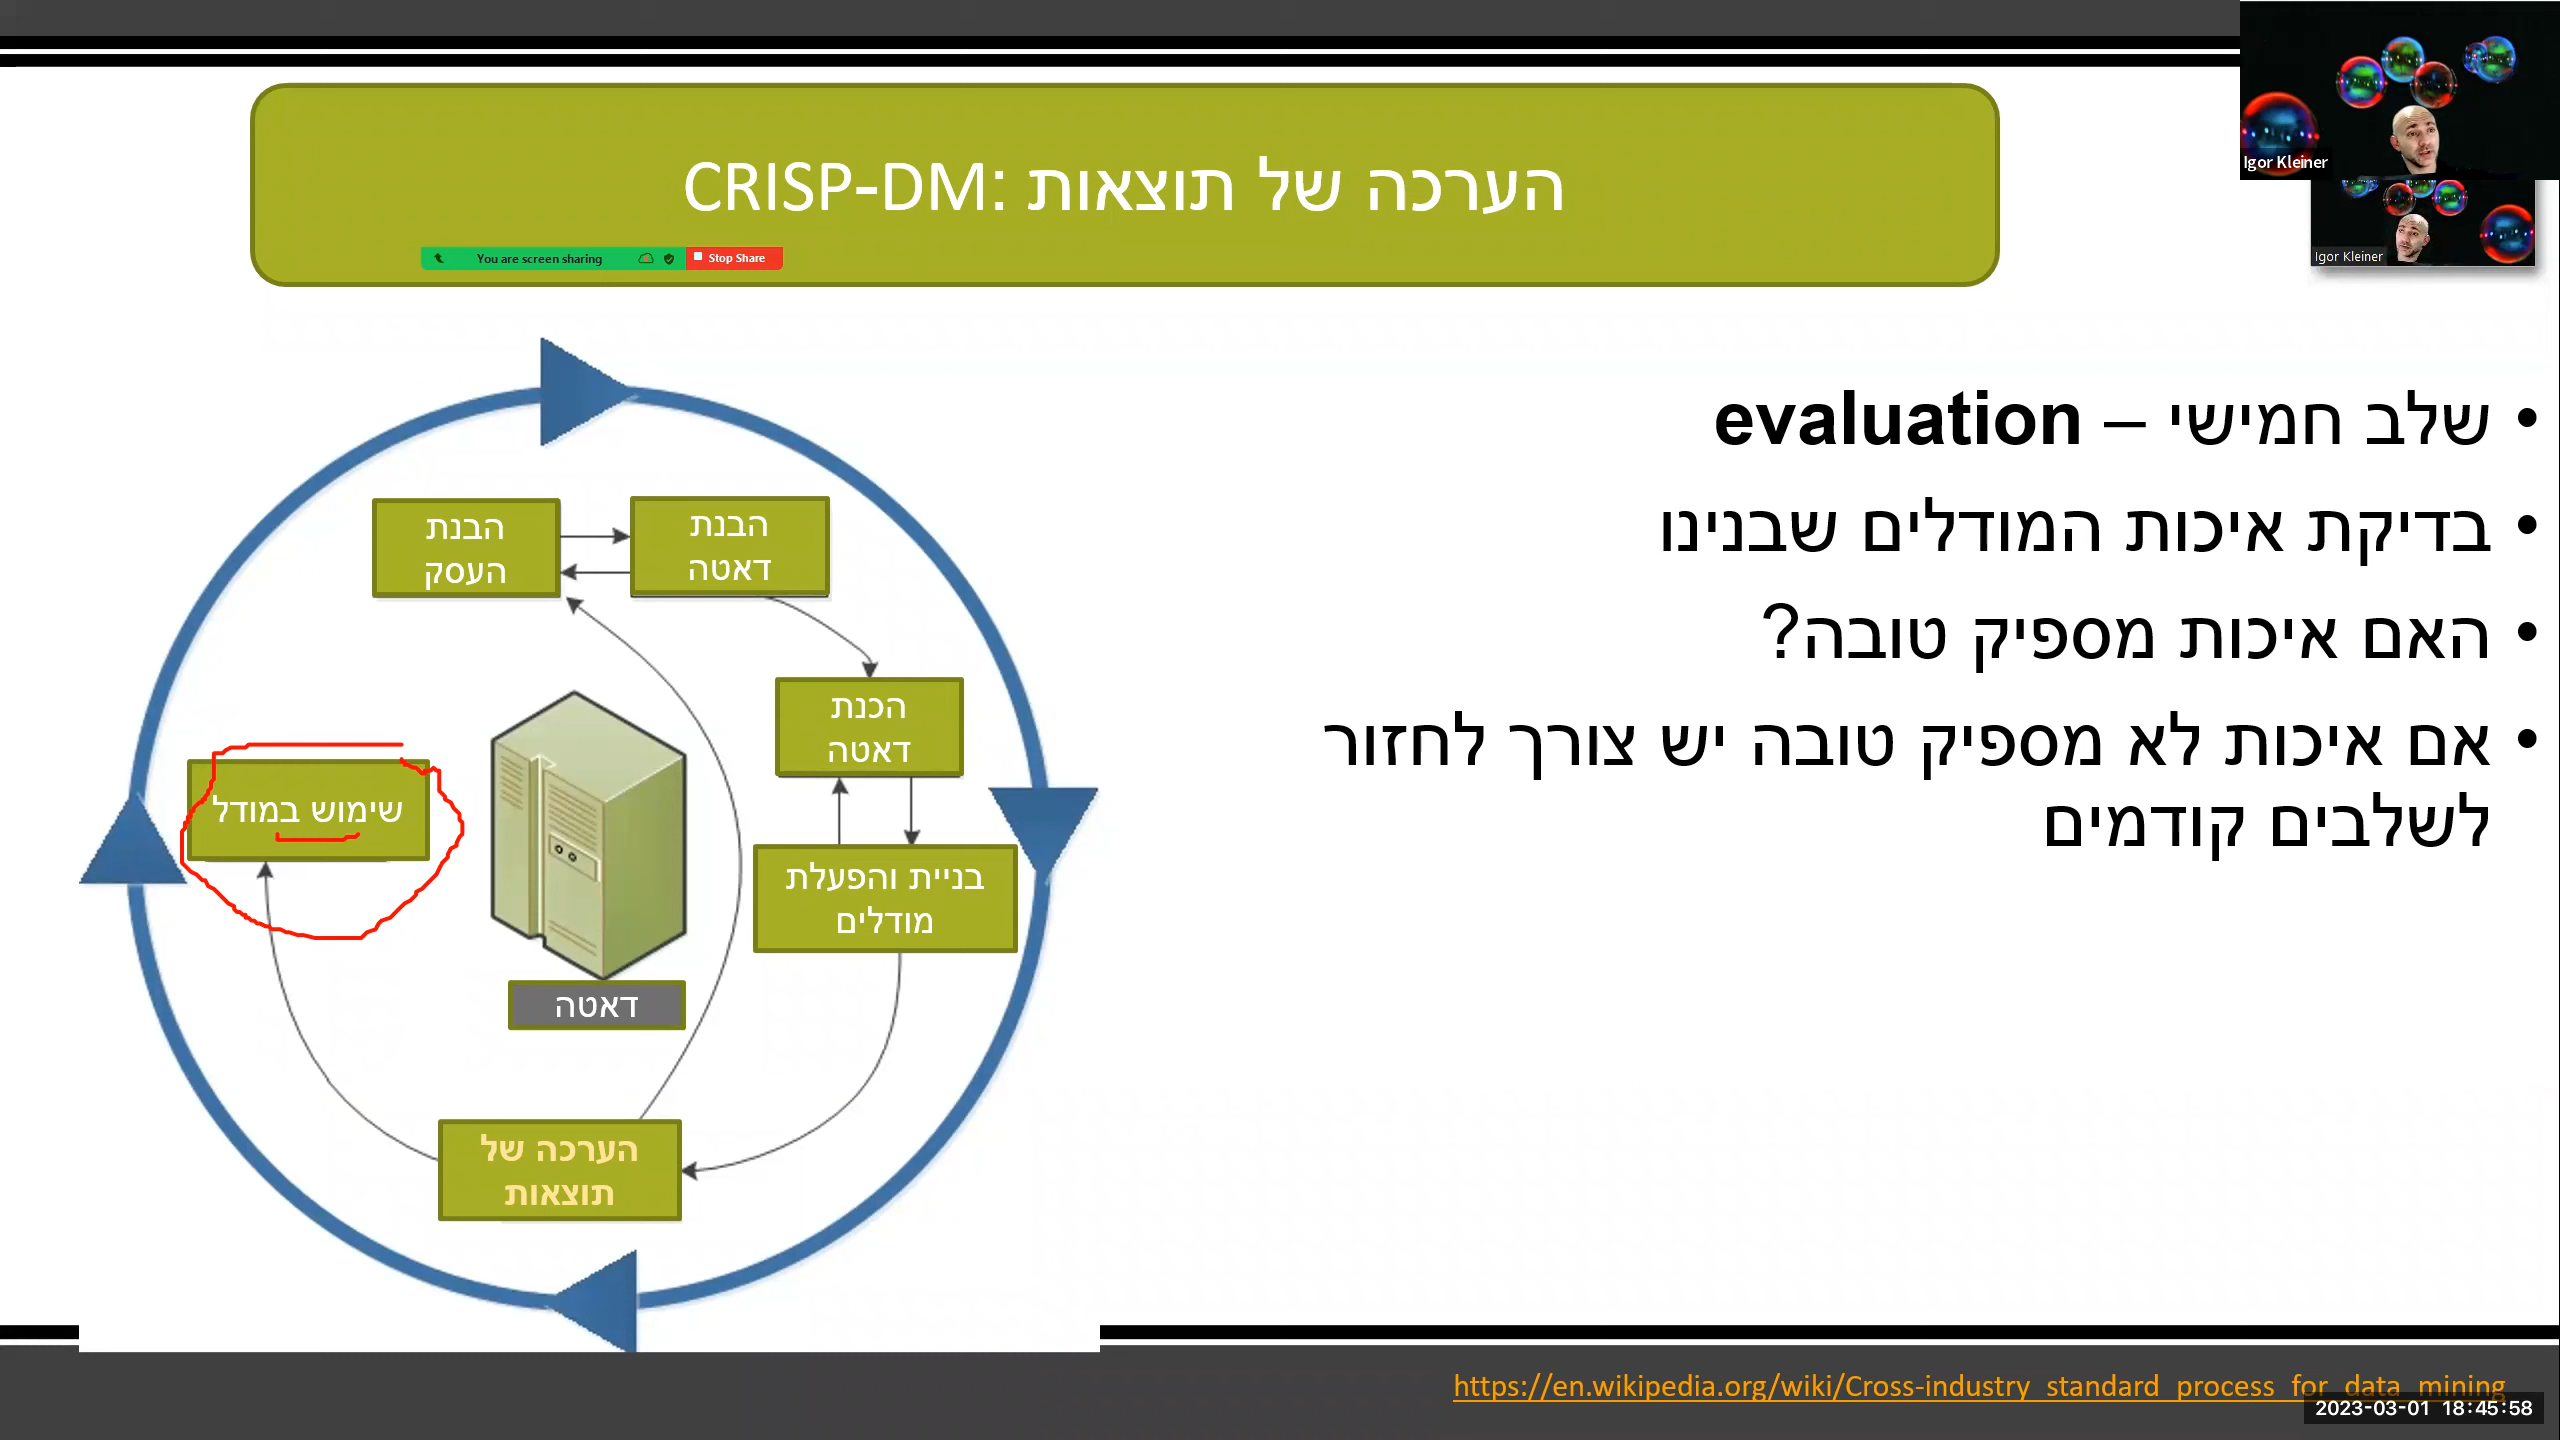 CRISP-DM: הערכה של תוצאות
You are screen sharing
Stop Share
Igor Kleiner
Igor Kleiner
• שלב חמישי – evaluation
• בדיקת איכות המודלים שבנינו
• האם איכות מספיק טובה?
• אם איכות לא מספיק טובה יש צורך לחזור
לשלבים קודמים
הבנת
העסק
הבנת
דאטה
הכנת
דאטה
שימוש במודל
בניית והפעלת
מודלים
דאטה
הערכה של
תוצאות
https://en.wikipedia.org/wiki/Cross-industry_standard_process_for_data_mining
2023-03-01 18:45:58